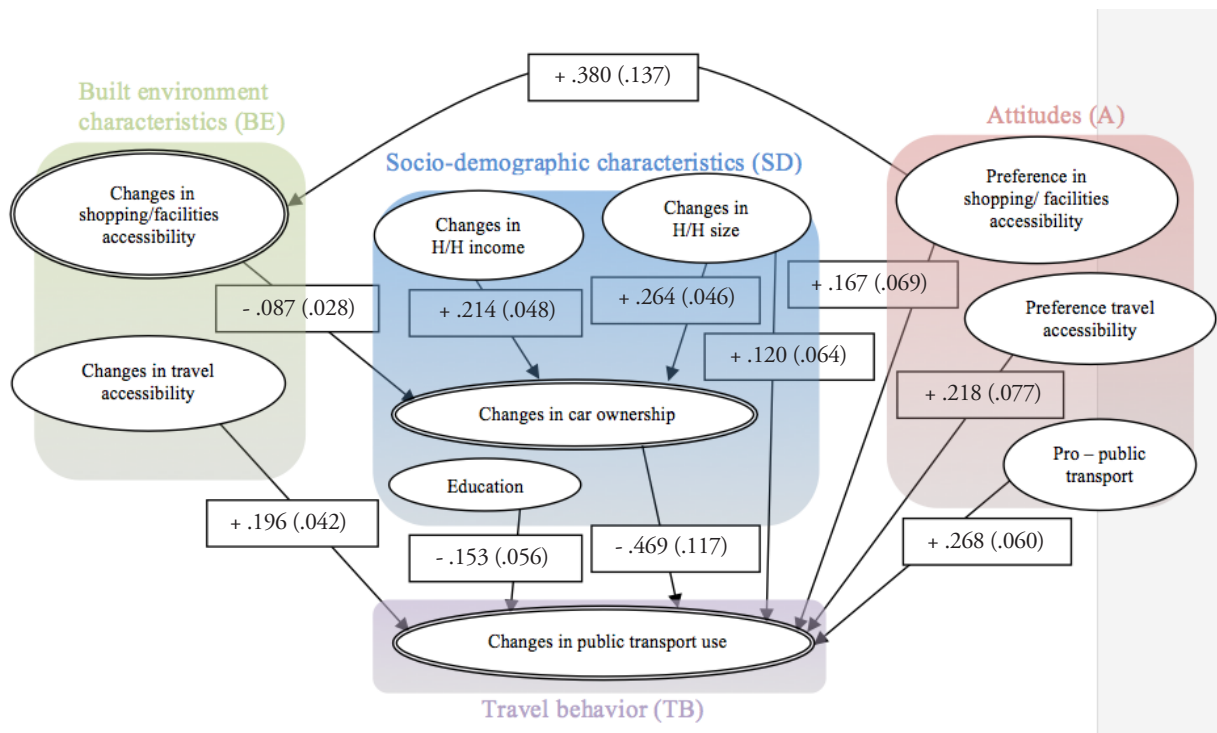 + .380 (.137)
Built environment
characteristics (BE)
Attitudes (A)
Socio-demographic characteristics (SD)
Changes in
shopping/facilities
accessibility
Changes in
H/H income
Changes in
H/H size
Preference in
shopping/ facilities
accessibility
- .087 (.028)
+ .214 (.048)
+ .264 (.046)
+ .167 (.069)
Preference travel
accessibility
+ .120 (.064)
Changes in travel
accessibility
Changes in car ownership
+ .218 (.077)
Education
Pro – public
transport
+ .196 (.042)
- .153 (.056)
- .469 (.117)
+ .268 (.060)
Changes in public transport use
Travel behavior (TB)